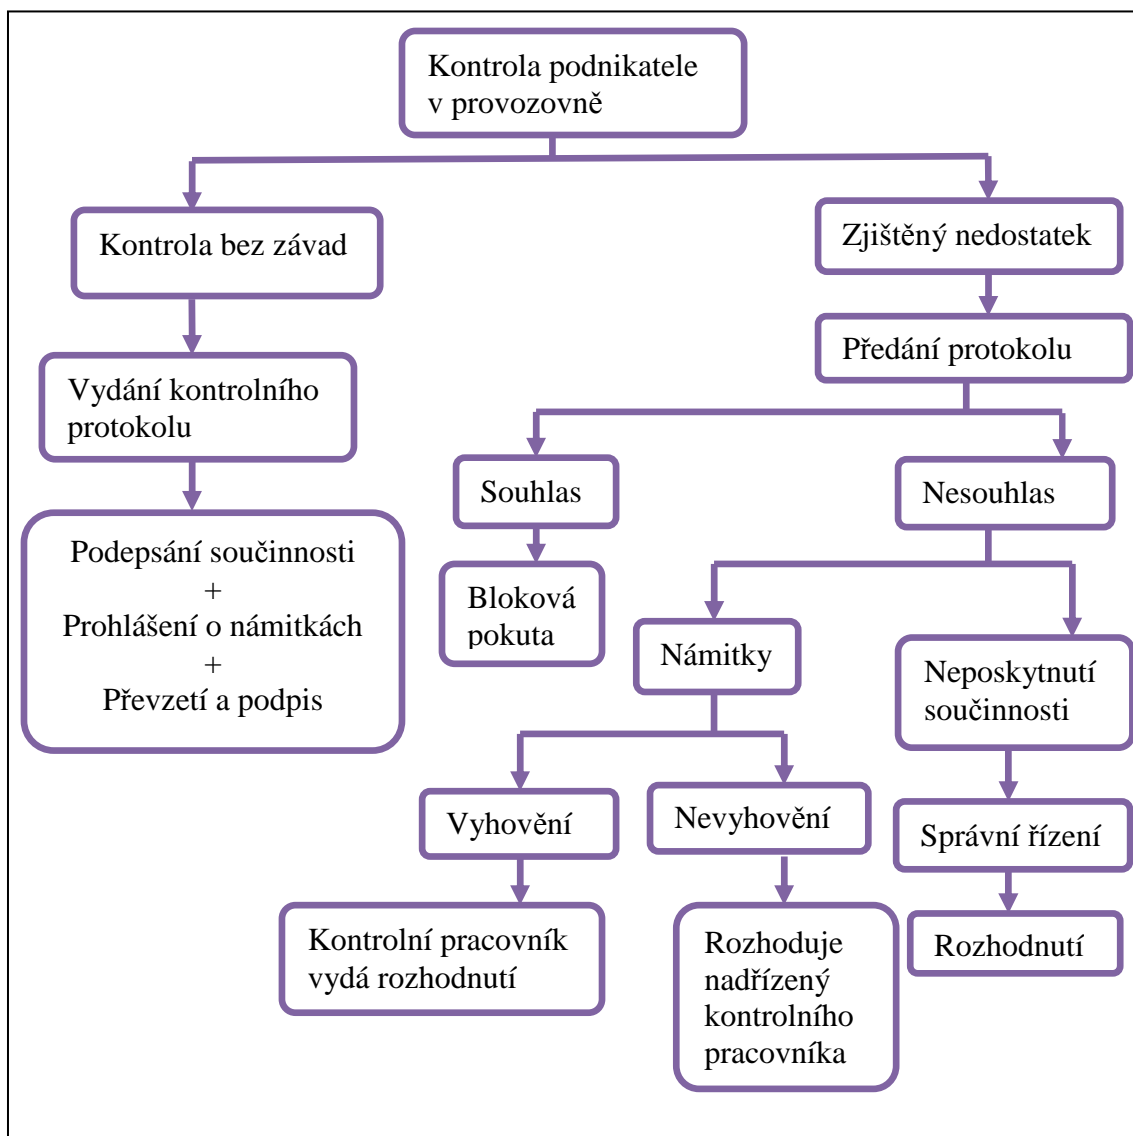 Kontrola podnikatele
v provozovně
Kontrola bez závad
Zjištěný nedostatek
Předání protokolu
Vydání kontrolního
protokolu
Souhlas
Nesouhlas
Podepsání součinnosti
+
Prohlášení o námitkách
+
Převzetí a podpis
Bloková
pokuta
Námitky
Neposkytnutí
součinnosti
Vyhovění
Nevyhovění
Správní řízení
Kontrolní pracovník
vydá rozhodnutí
Rozhoduje
nadřízený
kontrolního
pracovníka
Rozhodnutí